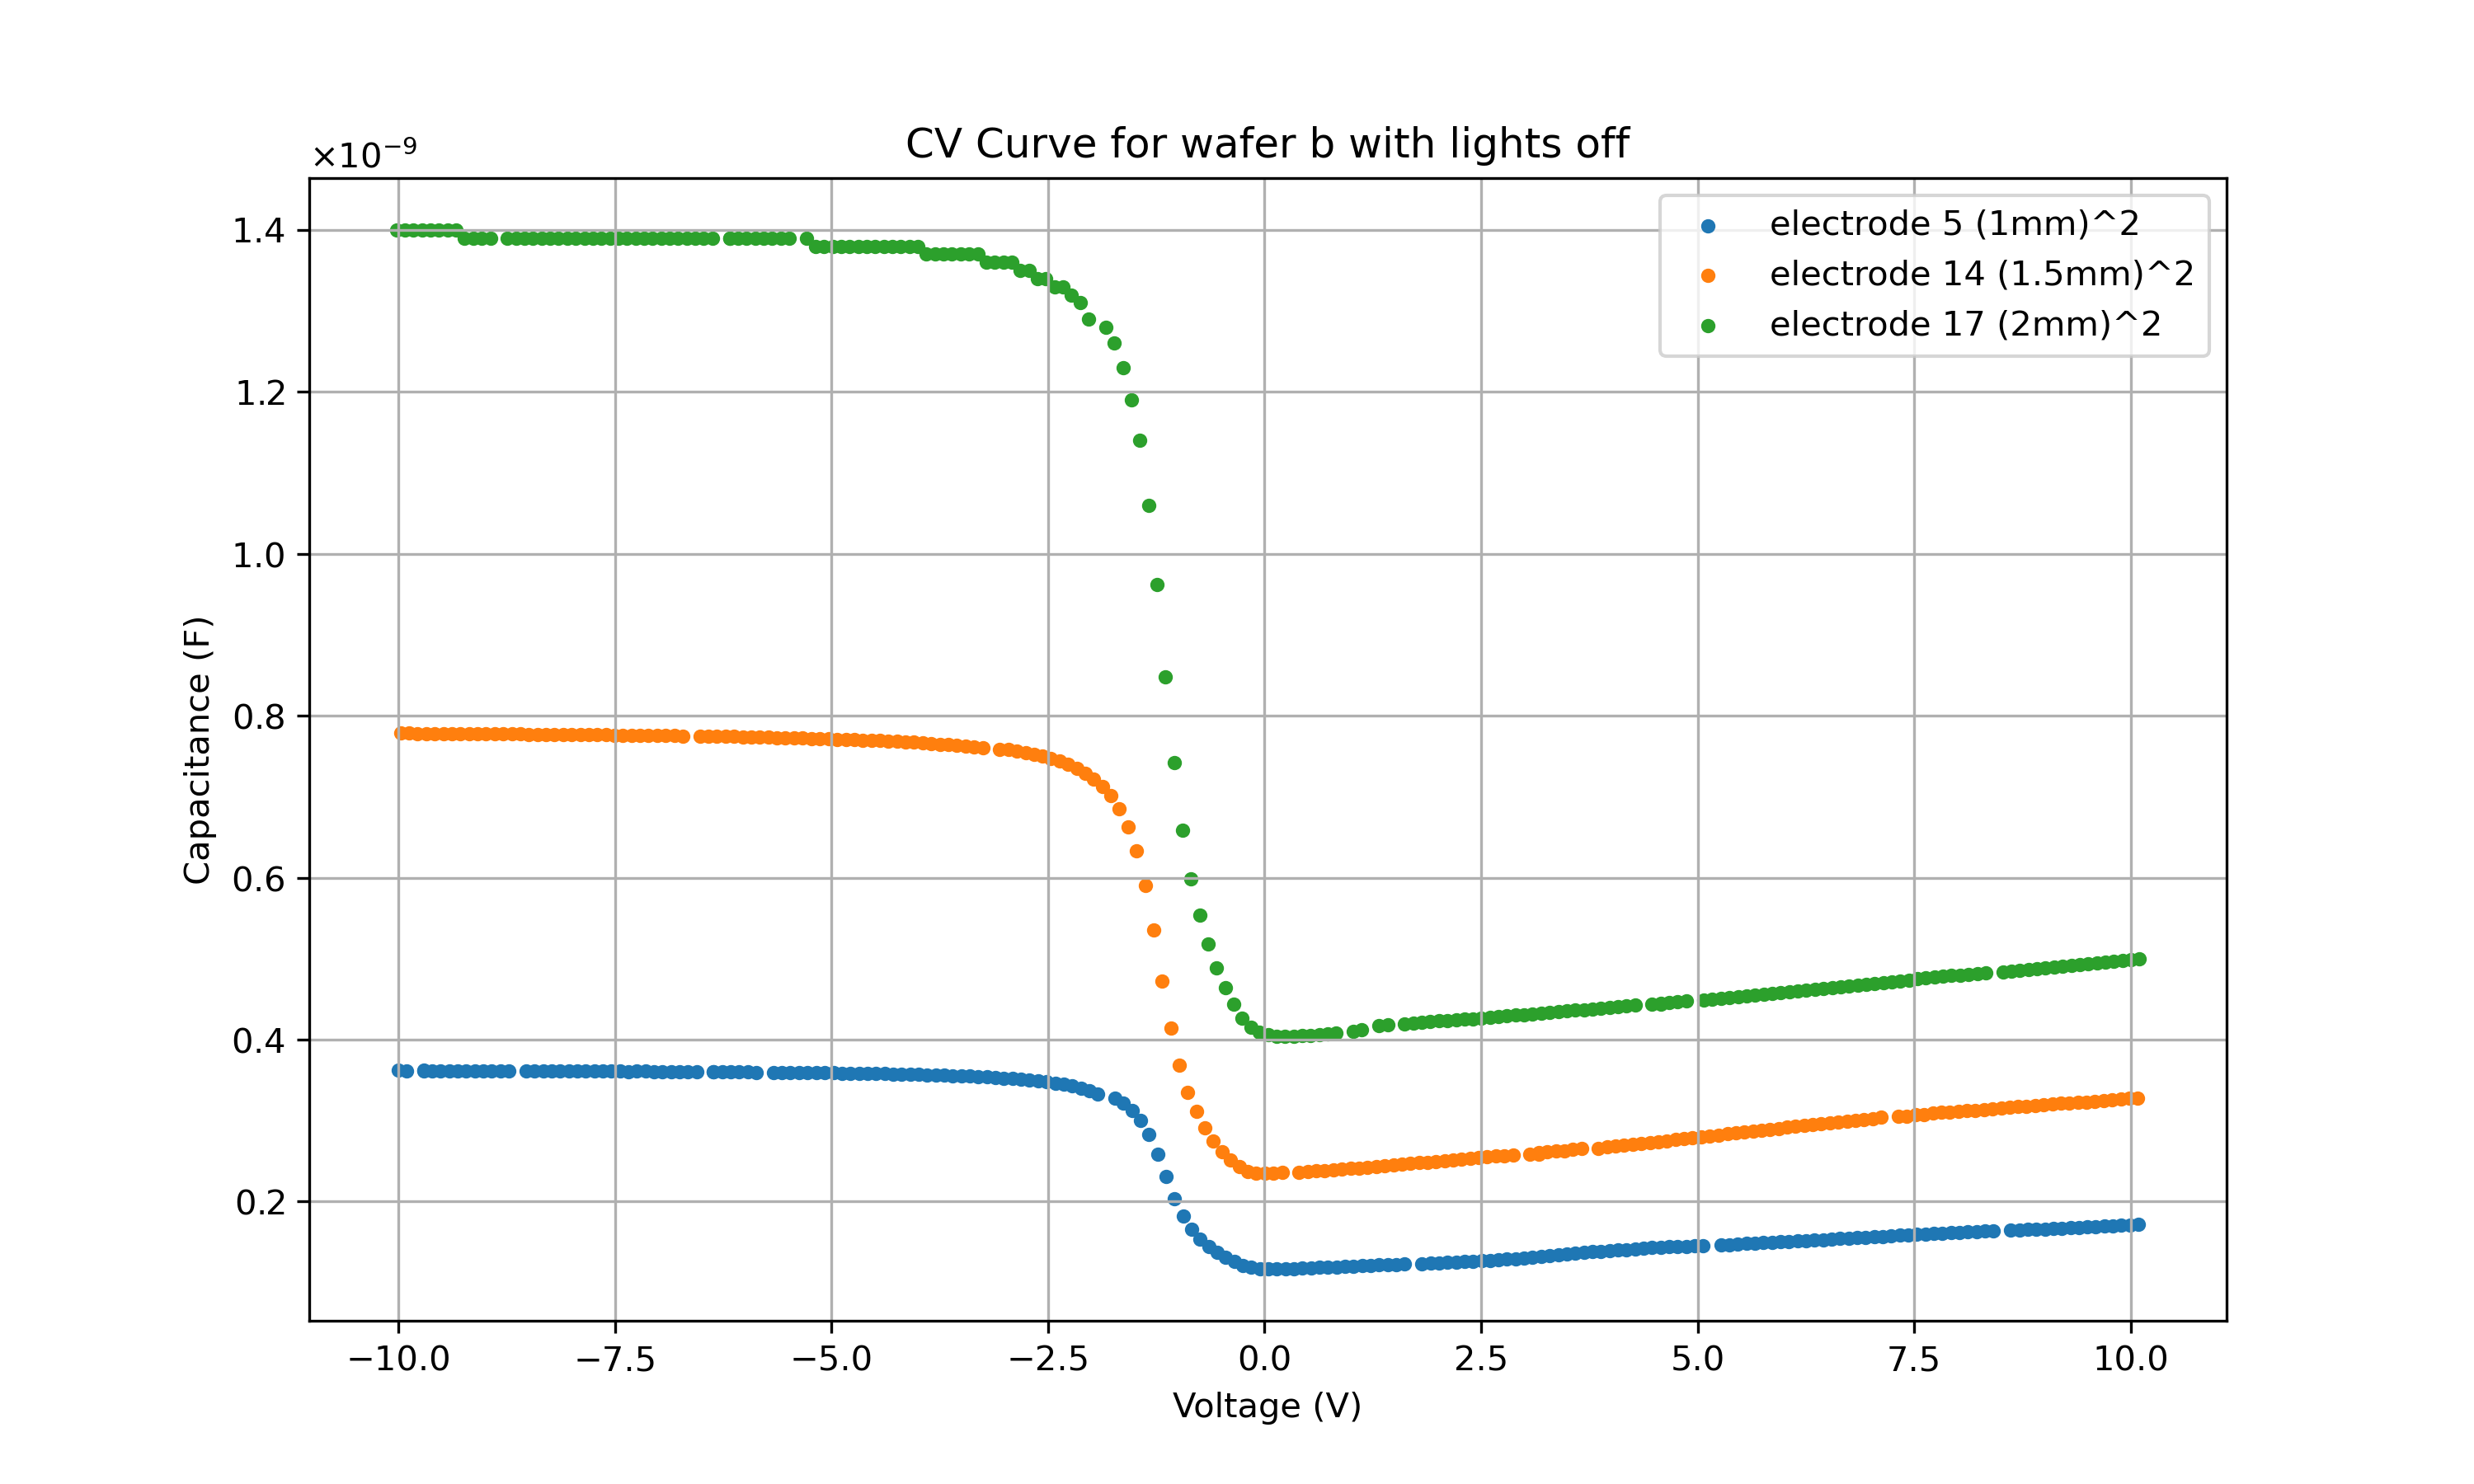 CV Curve for wafer b with lights off
×10⁻⁹
electrode 5 (1mm)^2
electrode 14 (1.5mm)^2
electrode 17 (2mm)^2
1.4
1.2
1.0
0.8
0.6
0.4
0.2
Capacitance (F)
−10.0 −7.5 −5.0 −2.5 0.0 2.5 5.0 7.5 10.0
Voltage (V)